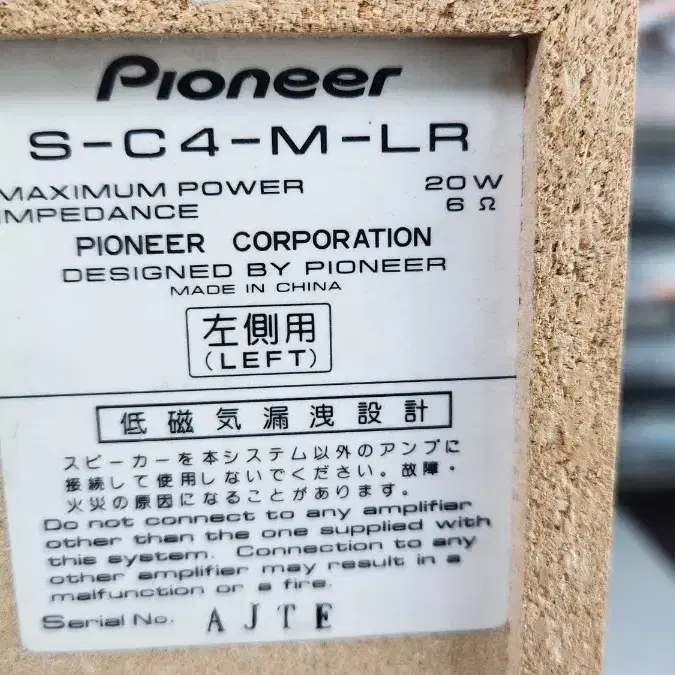 Pioneer
S-C4-M-LR
MAXIMUM POWER 20W
IMPEDANCE 6Ω
PIONEER CORPORATION
DESIGNED BY PIONEER
MADE IN CHINA
左側用
(LEFT)
低磁気漏洩設計
スピーカーを本システム以外のアンプに
接続して使用しないでください。故障・
火災の原因になることがあります。
Do not connect to any amplifier
other than the one supplied with
this system. Connection to any
other amplifier may result in a
malfunction or a fire.
Serial No. AJTE